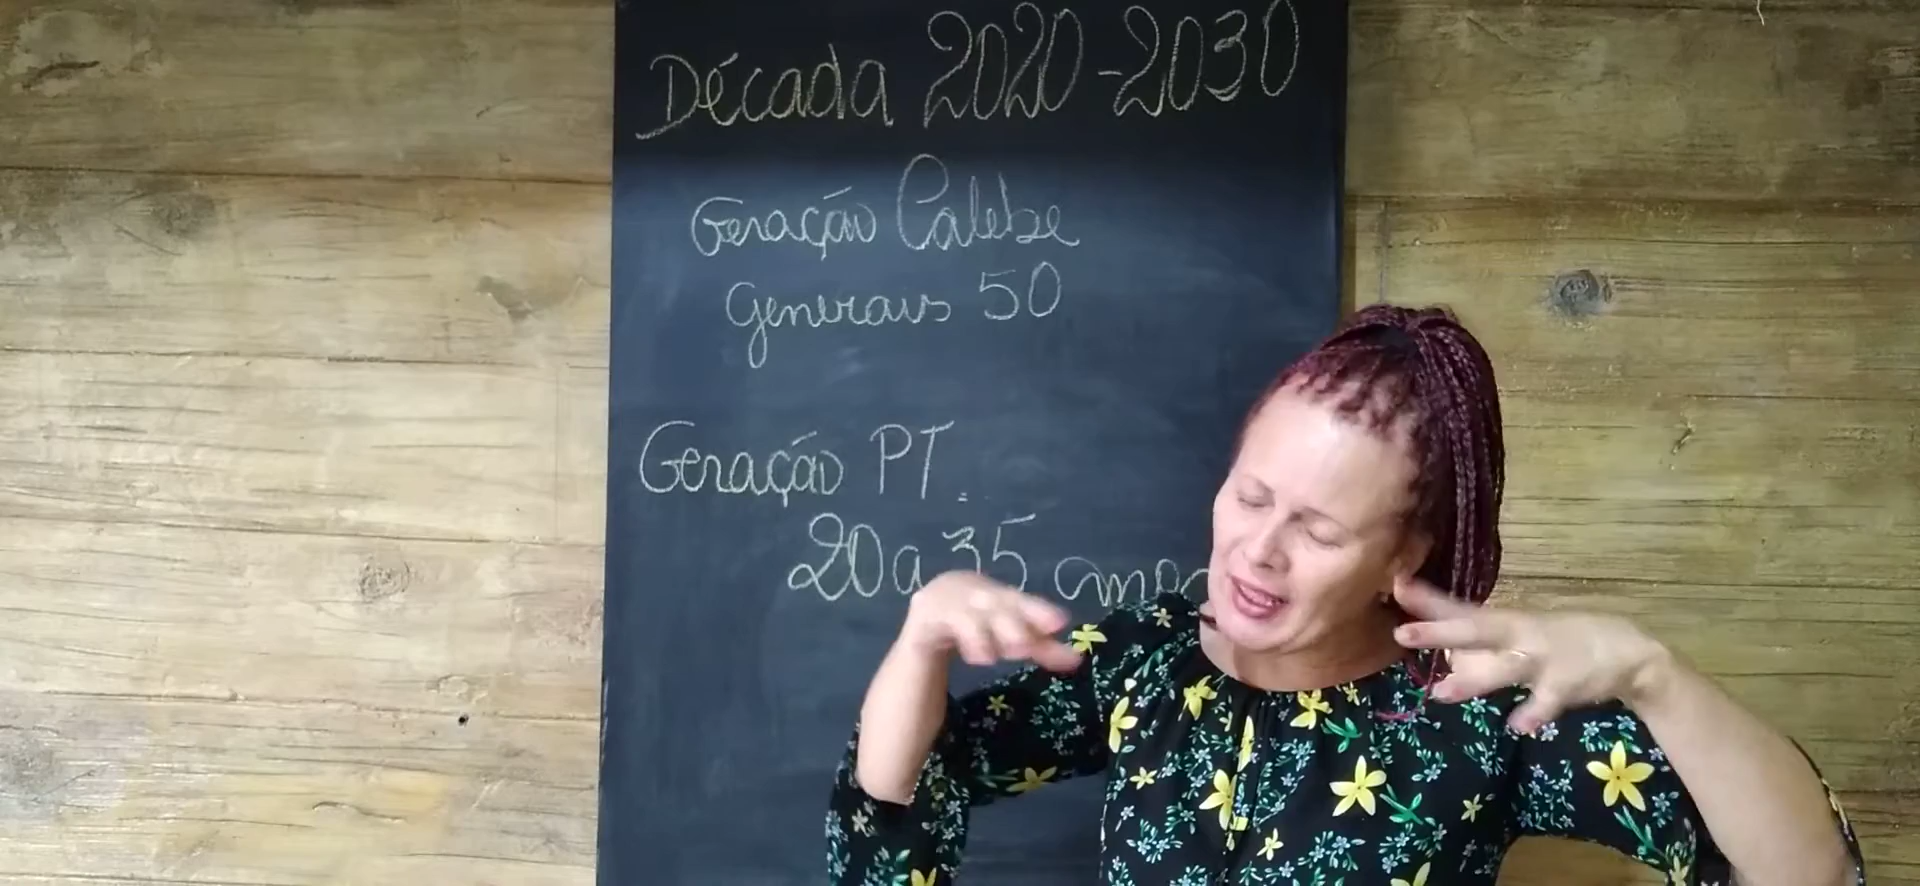 Década 2020-2030
Geração Calebe
Generais 50
Geração PT.
20 a 35